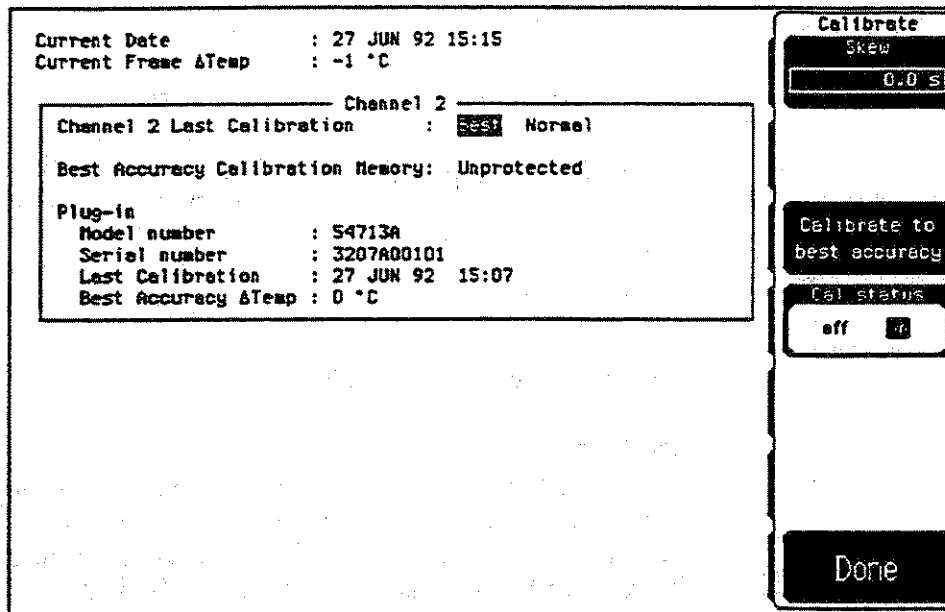 Current Date : 27 JUN 92 15:15
Current Frame ΔTemp : -1 °C
Channel 2
Channel 2 Last Calibration : Best Normal
Best Accuracy Calibration Memory: Unprotected
Plug-in
Model number : 54713A
Serial number : 3207A00101
Last Calibration : 27 JUN 92 15:07
Best Accuracy ΔTemp : 0 °C
Calibrate
Skew
0.0 s
Calibrate to
best accuracy
Cal status
off
Done